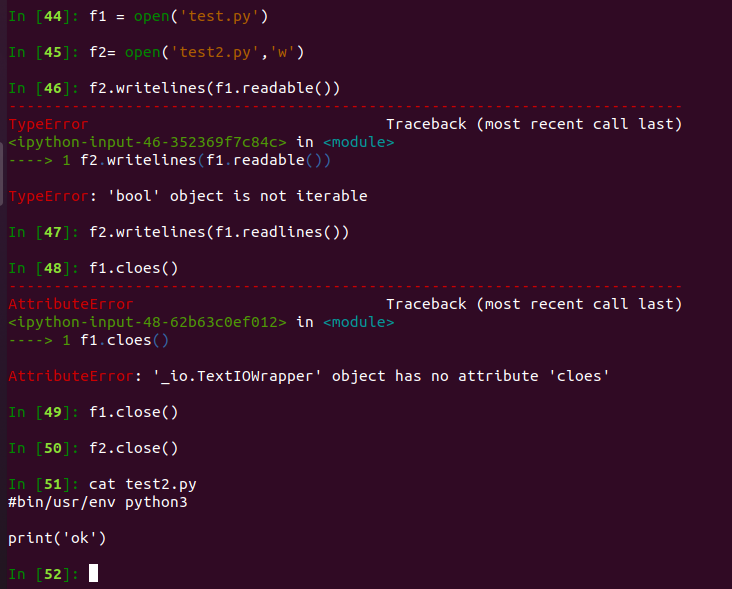 In [44]: f1 = open('test.py')
In [45]: f2= open('test2.py','w')
In [46]: f2.writelines(f1.readable())
---------------------------------------------------------------------------
TypeError                                 Traceback (most recent call last)
<ipython-input-46-352369f7c84c> in <module>
----> 1 f2.writelines(f1.readable())
TypeError: 'bool' object is not iterable
In [47]: f2.writelines(f1.readlines())
In [48]: f1.cloes()
---------------------------------------------------------------------------
AttributeError                            Traceback (most recent call last)
<ipython-input-48-62b63c0ef012> in <module>
----> 1 f1.cloes()
AttributeError: '_io.TextIOWrapper' object has no attribute 'cloes'
In [49]: f1.close()
In [50]: f2.close()
In [51]: cat test2.py
#bin/usr/env python3
print('ok')
In [52]: